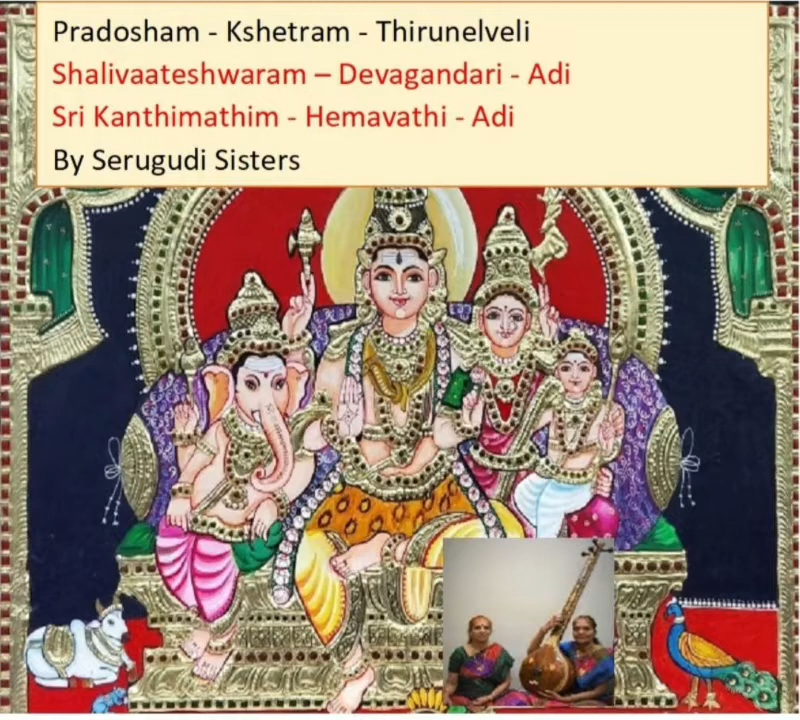 Pradosham - Kshetram - Thirunelveli
Shalivaateshwaram – Devagandari - Adi
Sri Kanthimathim - Hemavathi - Adi
By Serugudi Sisters